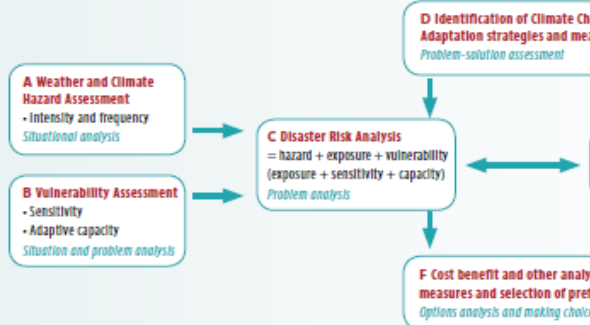 D Identification of Climate Ch
Adaptation strategies and mea
Problem-solution assessment
A Weather and Climate
Hazard Assessment
• Intensity and frequency
Situational analysis
C Disaster Risk Analysis
= hazard + exposure + vulnerability
(exposure + sensitivity + capacity)
Problem analysis
B Vulnerability Assessment
• Sensitivity
• Adaptive capacity
Situation and problem analysis
F Cost benefit and other analy
measures and selection of pref
Options analysis and making choic